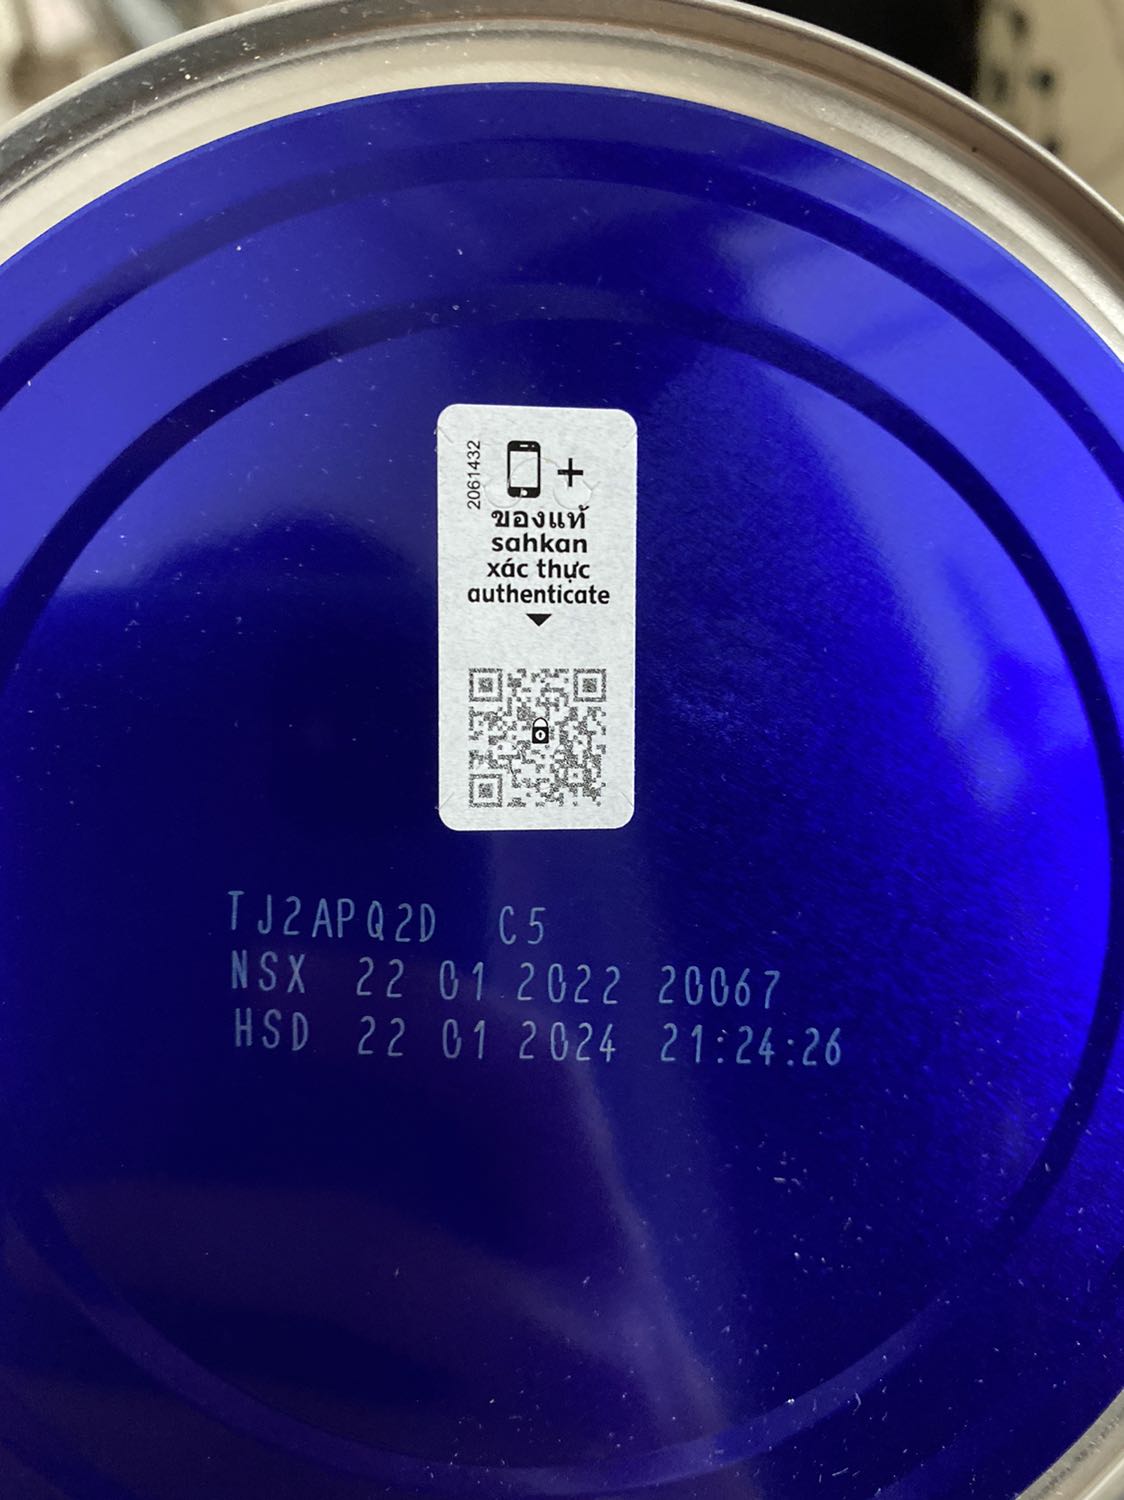 2061432
+
ของแท้
sahkan
xác thực
authenticate
TJ2APQ2D C5
NSX 22 01 2022 20067
HSD 22 01 2024 21:24:26